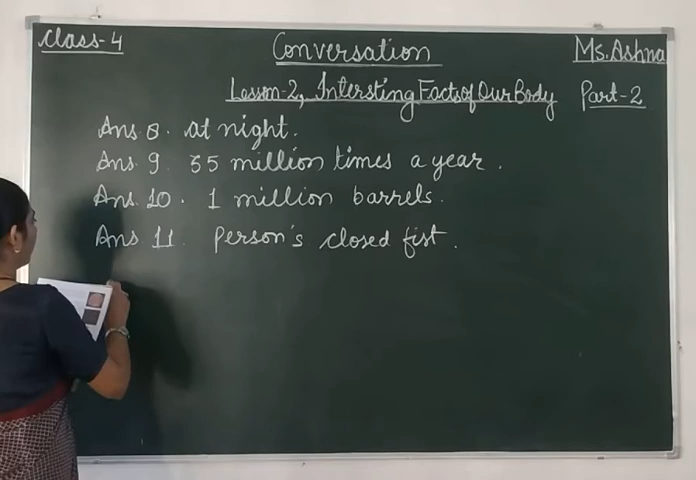 Class-4
Conversation
Ms. Ashna
Lesson-2, Intersting Facts of Our Body
Part-2
Ans 8. at night.
Ans. 9. 35 million times a year.
Ans. 10. 1 million barrels.
Ans 11. Person's closed fist.